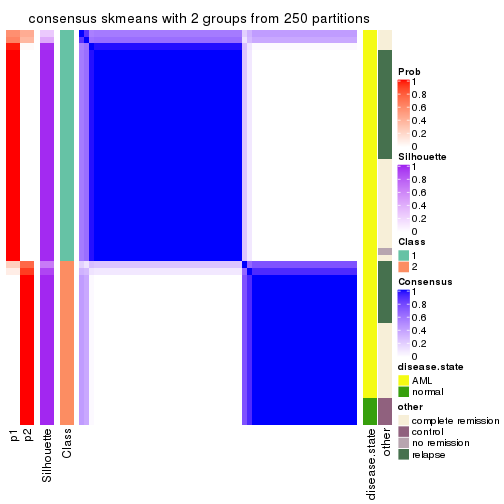 consensus skmeans with 2 groups from 250 partitions
Prob
1
0.8
0.6
0.4
0.2
0
Silhouette
1
0.8
0.6
0.4
0.2
0
Class
1
2
Consensus
1
0.8
0.6
0.4
0.2
0
disease.state
AML
normal
other
complete remission
control
no remission
relapse
p1
p2
Silhouette
Class
disease.state
other